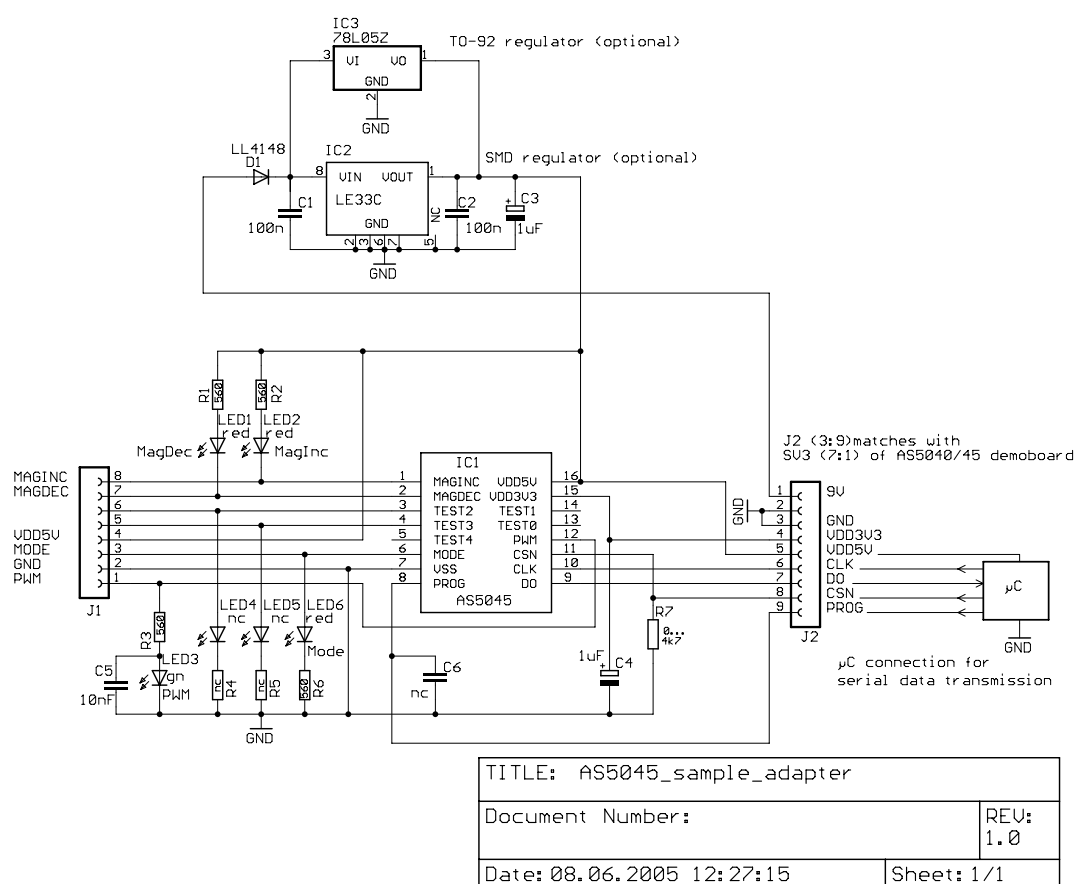 IC3
78L05Z
TO-92 regulator (optional)
3 VI VO 1
GND
2
GND
LL4148
D1
IC2
SMD regulator (optional)
8 VIN VOUT 1
LE33C
GND
NC
2 3 6 7 5
C1
100n
C2
100n
+ C3
1uF
GND
R1
560
560
R2
LED1
red
LED2
red
MagDec
MagInc
J2 (3:9)matches with
SV3 (7:1) of AS5040/45 demoboard
MAGINC 8
MAGDEC 7
6
5
VDD5V 4
MODE 3
GND 2
PWM 1
J1
IC1
1 MAGINC VDD5V 16
2 MAGDEC VDD3V3 15
3 TEST2 TEST1 14
4 TEST3 TEST0 13
5 TEST4 PWM 12
6 MODE CSN 11
7 VSS CLK 10
8 PROG DO 9
AS5045
GND
1 9V
2
3 GND
4 VDD3V3
5 VDD5V
6 CLK
7 DO
8 CSN
9 PROG
J2
µC
GND
µC connection for
serial data transmission
R3
560
LED4
nc
LED5
nc
LED6
red
Mode
R7
0...
4k7
C5
10nF
LED3
gn
PWM
nc
R4
nc
R5
560
R6
C6
nc
1uF
+ C4
GND
TITLE: AS5045_sample_adapter
Document Number:
REV:
1.0
Date: 08.06.2005 12:27:15
Sheet: 1/1